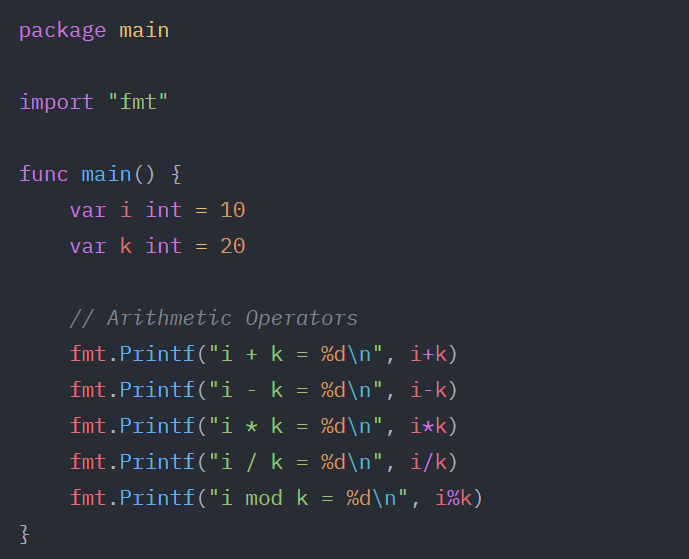 package main
import "fmt"
func main() {
    var i int = 10
    var k int = 20
    // Arithmetic Operators
    fmt.Printf("i + k = %d\n", i+k)
    fmt.Printf("i - k = %d\n", i-k)
    fmt.Printf("i * k = %d\n", i*k)
    fmt.Printf("i / k = %d\n", i/k)
    fmt.Printf("i mod k = %d\n", i%k)
}